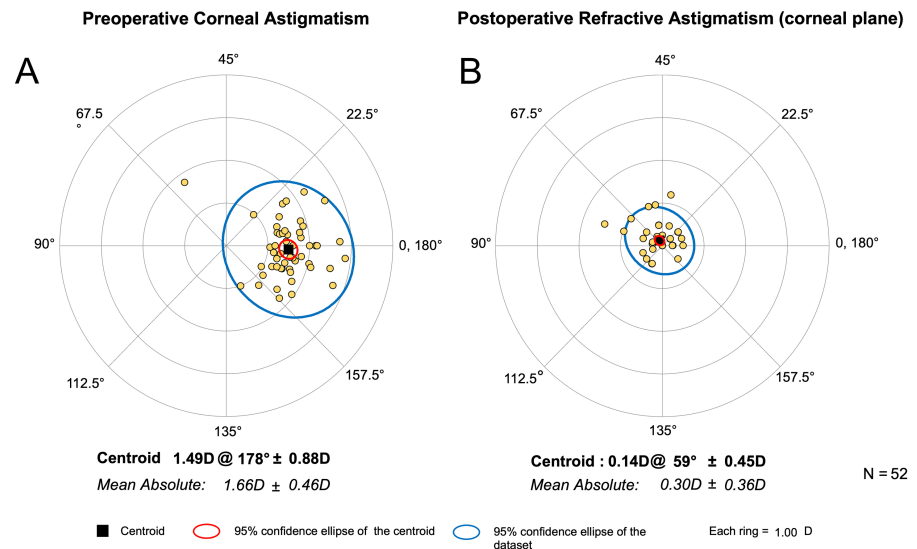 Preoperative Corneal Astigmatism
Postoperative Refractive Astigmatism (corneal plane)
A
B
45°
45°
67.5
°
22.5°
67.5°
22.5°
90°
0, 180°
90°
0, 180°
112.5°
157.5°
112.5°
157.5°
135°
135°
Centroid 1.49D @ 178° ± 0.88D
Mean Absolute: 1.66D ± 0.46D
Centroid : 0.14D@ 59° ± 0.45D
Mean Absolute: 0.30D ± 0.36D
N = 52
Centroid
95% confidence ellipse of the centroid
95% confidence ellipse of the
dataset
Each ring = 1.00 D